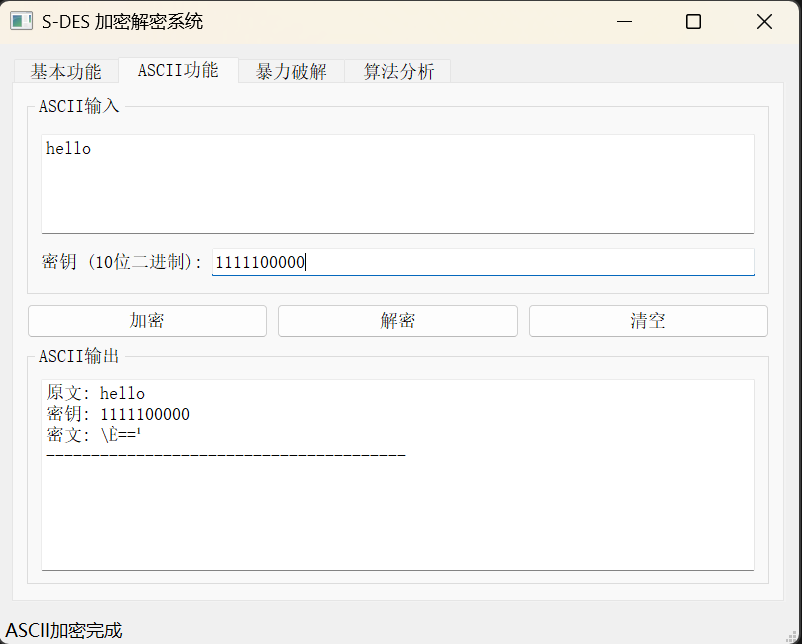 S-DES 加密解密系统
基本功能 ASCII功能 暴力破解 算法分析
ASCII输入
hello
密钥 (10位二进制): 1111100000
加密 解密 清空
ASCII输出
原文: hello
密钥: 1111100000
密文: \È==¹
----------------------------------------
ASCII加密完成